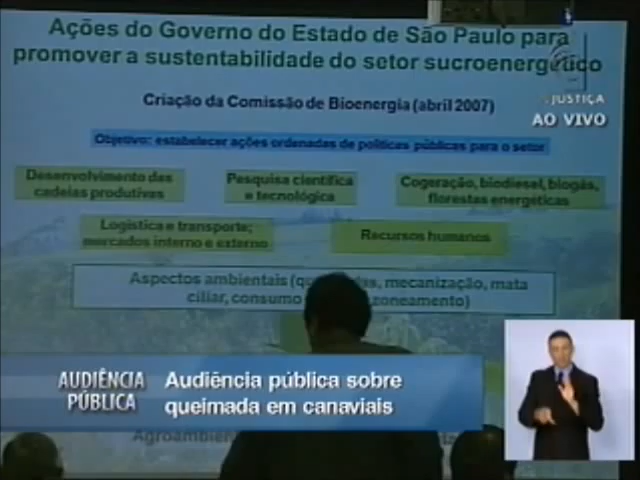 Ações do Governo do Estado de São Paulo para
promover a sustentabilidade do setor sucroenergético
JUSTIÇA
AO VIVO
Criação da Comissão de Bioenergia (abril 2007)
Objetivo: estabelecer ações ordenadas de políticas públicas para o setor
Desenvolvimento das
cadeias produtivas
Pesquisa científica
e tecnológica
Cogeração, biodiesel, biogás,
florestas energéticas
Logística e transporte;
mercados interno e externo
Recursos humanos
Aspectos ambientais (
mecanização, mata
ciliar, consumo
zoneamento)
AUDIÊNCIA
PÚBLICA
Audiência pública sobre
queimada em canaviais